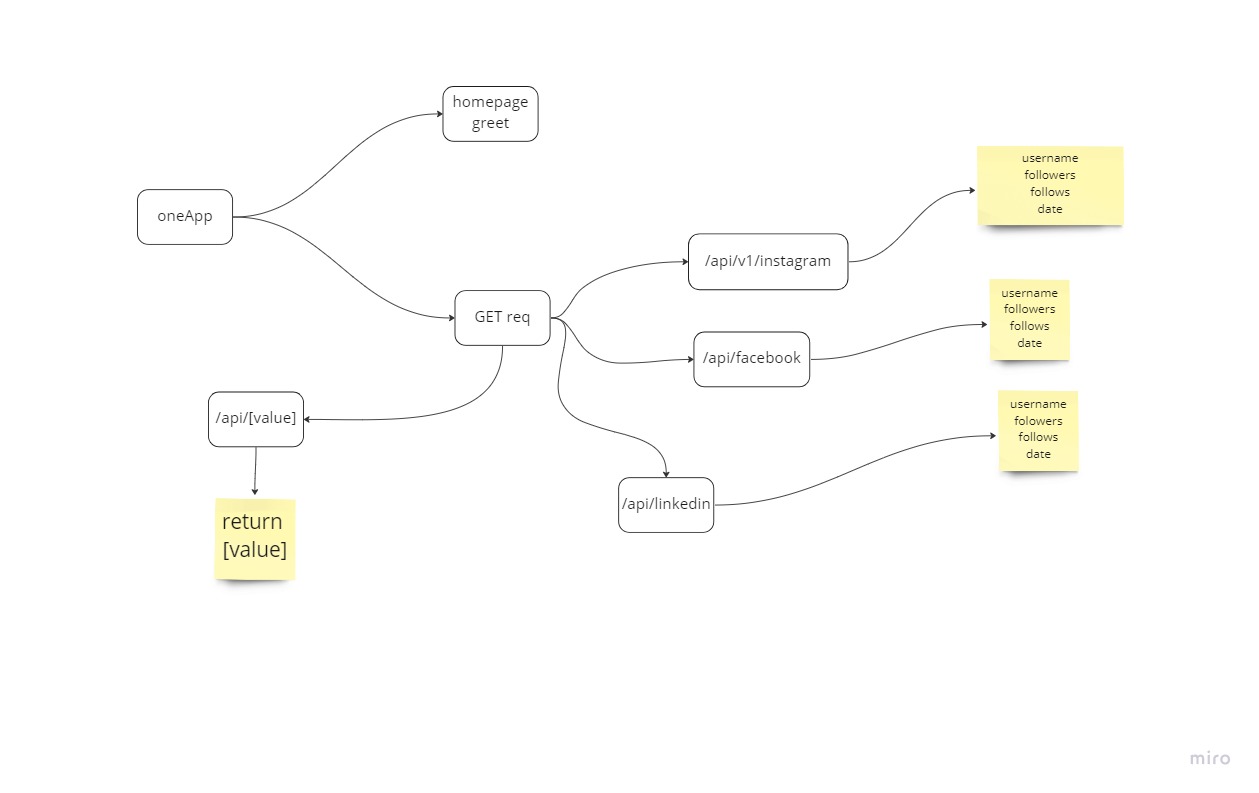 homepage
greet
oneApp
username
followers
follows
date
/api/v1/instagram
GET req
username
followers
follows
date
/api/facebook
/api/[value]
username
folowers
follows
date
/api/linkedin
return
[value]
miro